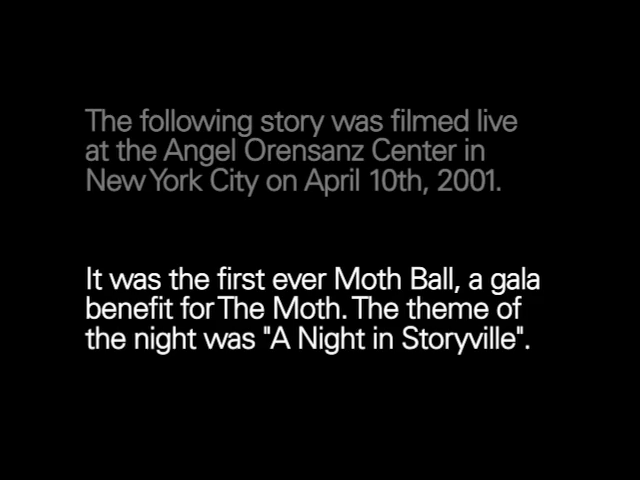 The following story was filmed live
at the Angel Orensanz Center in
New York City on April 10th, 2001.
It was the first ever Moth Ball, a gala
benefit for The Moth. The theme of
the night was "A Night in Storyville".